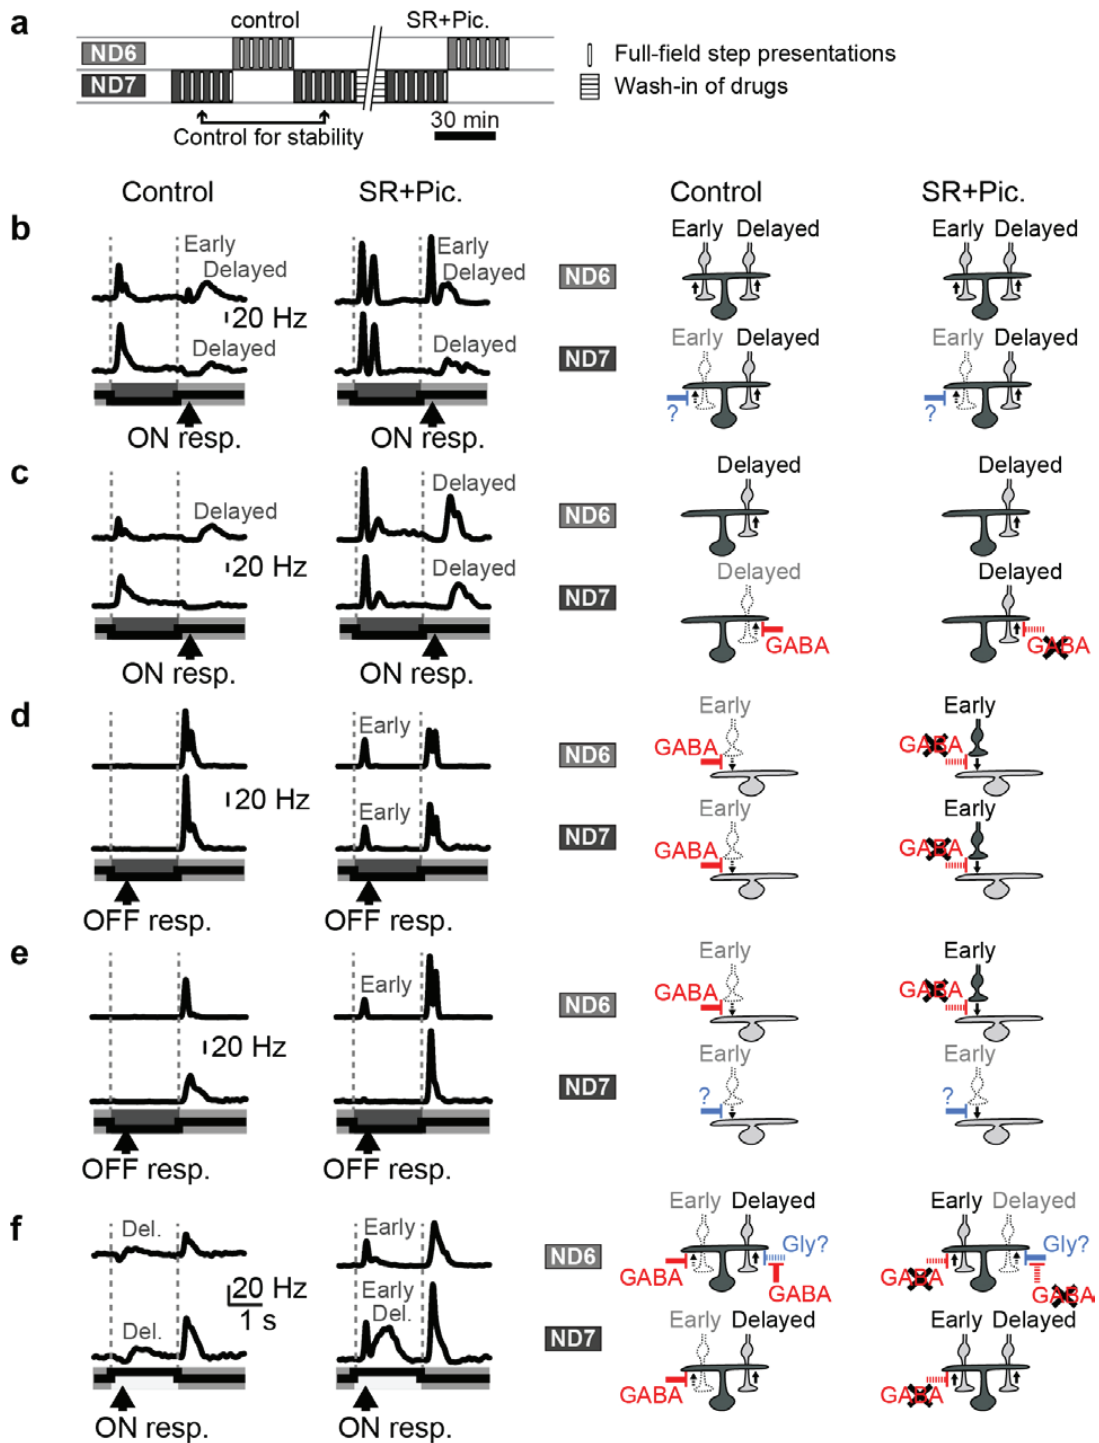 a
control
SR+Pic.
ND6
ND7
Full-field step presentations
Wash-in of drugs
Control for stability
30 min
Control
SR+Pic.
Control
SR+Pic.
b
Early
Delayed
20 Hz
Delayed
ON resp.
Early
Delayed
Delayed
ON resp.
ND6
ND7
Early Delayed
Early Delayed
?
Early Delayed
Early Delayed
?
c
Delayed
20 Hz
ON resp.
Delayed
Delayed
ON resp.
ND6
ND7
Delayed
Delayed
GABA
Delayed
Delayed
GABA
d
20 Hz
OFF resp.
Early
Early
OFF resp.
ND6
ND7
Early
GABA
Early
GABA
Early
GABA
Early
GABA
e
20 Hz
OFF resp.
Early
OFF resp.
ND6
ND7
Early
GABA
Early
?
Early
GABA
Early
?
f
Del.
20 Hz
1 s
Del.
ON resp.
Early
Early
Del.
ON resp.
ND6
ND7
Early Delayed
Gly?
GABA
GABA
Early Delayed
GABA
Early Delayed
Gly?
GABA
GABA
Early Delayed
GABA